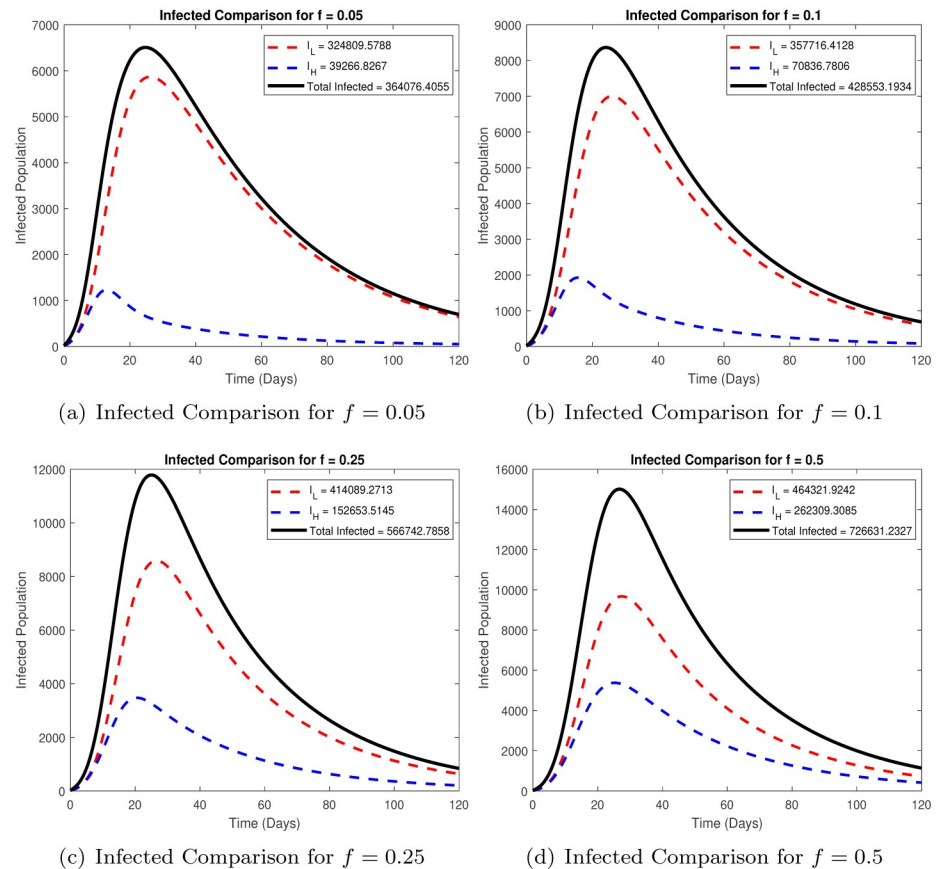 Infected Comparison for f = 0.05
7000
6000
5000
4000
3000
2000
1000
0
Infected Population
I_L = 324809.5788
I_H = 39266.8267
Total Infected = 364076.4055
0 20 40 60 80 100 120
Time (Days)
(a) Infected Comparison for f = 0.05
Infected Comparison for f = 0.1
9000
8000
7000
6000
5000
4000
3000
2000
1000
0
Infected Population
I_L = 357716.4128
I_H = 70836.7806
Total Infected = 428553.1934
0 20 40 60 80 100 120
Time (Days)
(b) Infected Comparison for f = 0.1
Infected Comparison for f = 0.25
12000
10000
8000
6000
4000
2000
0
Infected Population
I_L = 414089.2713
I_H = 152653.5145
Total Infected = 566742.7858
0 20 40 60 80 100 120
Time (Days)
(c) Infected Comparison for f = 0.25
Infected Comparison for f = 0.5
16000
14000
12000
10000
8000
6000
4000
2000
0
Infected Population
I_L = 464321.9242
I_H = 262309.3085
Total Infected = 726631.2327
0 20 40 60 80 100 120
Time (Days)
(d) Infected Comparison for f = 0.5